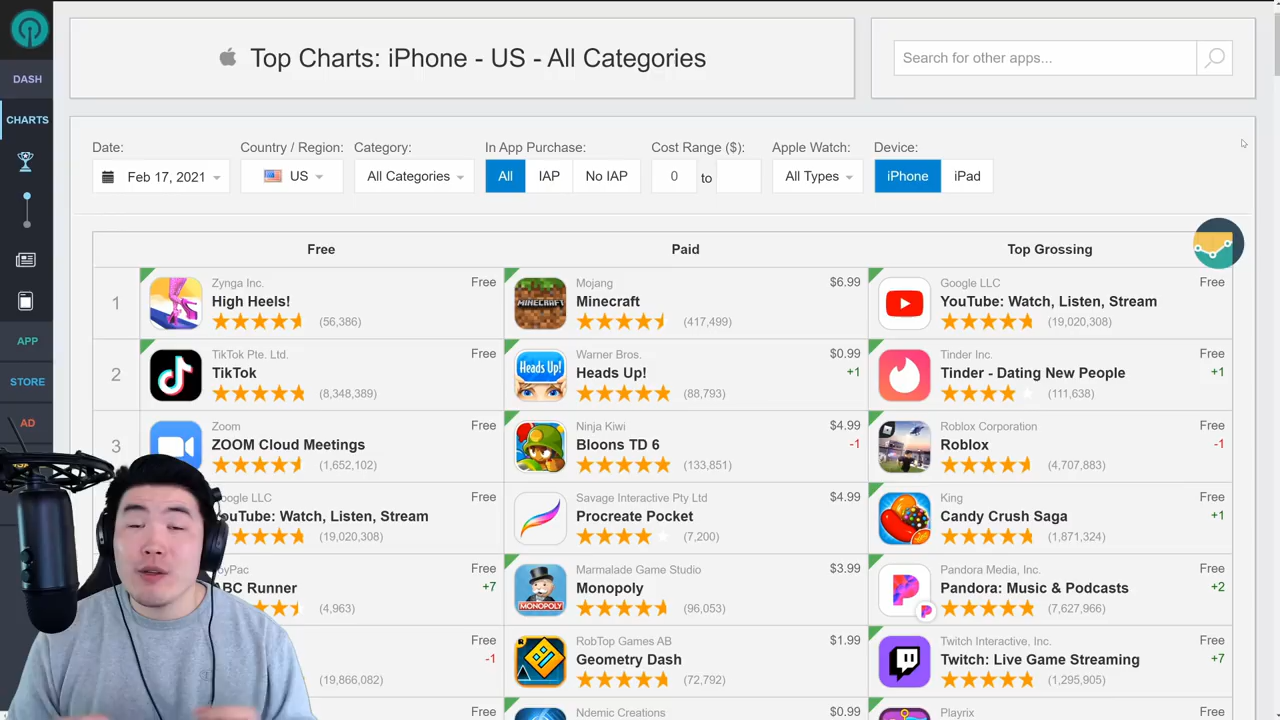 Top Charts: iPhone - US - All Categories
Search for other apps...
DASH
CHARTS
APP
STORE
AD
Date:
Country / Region:
Category:
In App Purchase:
Cost Range ($):
Apple Watch:
Device:
Feb 17, 2021
US
All Categories
All
IAP
No IAP
0
to
All Types
iPhone
iPad
Free
Paid
Top Grossing
1
Zynga Inc.
Free
High Heels!
(56,386)
Mojang
$6.99
MINECRAFT
Minecraft
(417,499)
Google LLC
Free
YouTube: Watch, Listen, Stream
(19,020,308)
2
TikTok Pte. Ltd.
Free
TikTok
(8,348,389)
Warner Bros.
$0.99
Heads Up!
Heads Up!
+1
(88,793)
Tinder Inc.
Free
Tinder - Dating New People
+1
(111,638)
3
Zoom
Free
ZOOM Cloud Meetings
(1,652,102)
Ninja Kiwi
$4.99
Bloons TD 6
-1
(133,851)
Roblox Corporation
Free
Roblox
-1
(4,707,883)
oogle LLC
Free
ouTube: Watch, Listen, Stream
(19,020,308)
Savage Interactive Pty Ltd
$4.99
Procreate Pocket
(7,200)
King
Free
Candy Crush Saga
+1
(1,871,324)
oyPac
Free
ABC Runner
+7
(4,963)
Marmalade Game Studio
$3.99
MONOPOLY
Monopoly
(96,053)
Pandora Media, Inc.
Free
Pandora: Music & Podcasts
+2
(7,627,966)
Free
-1
(19,866,082)
RobTop Games AB
$1.99
Geometry Dash
(72,792)
Twitch Interactive, Inc.
Free
Twitch: Live Game Streaming
+7
(1,295,905)
Free
Ndemic Creations
$0.99
Playrix
Free